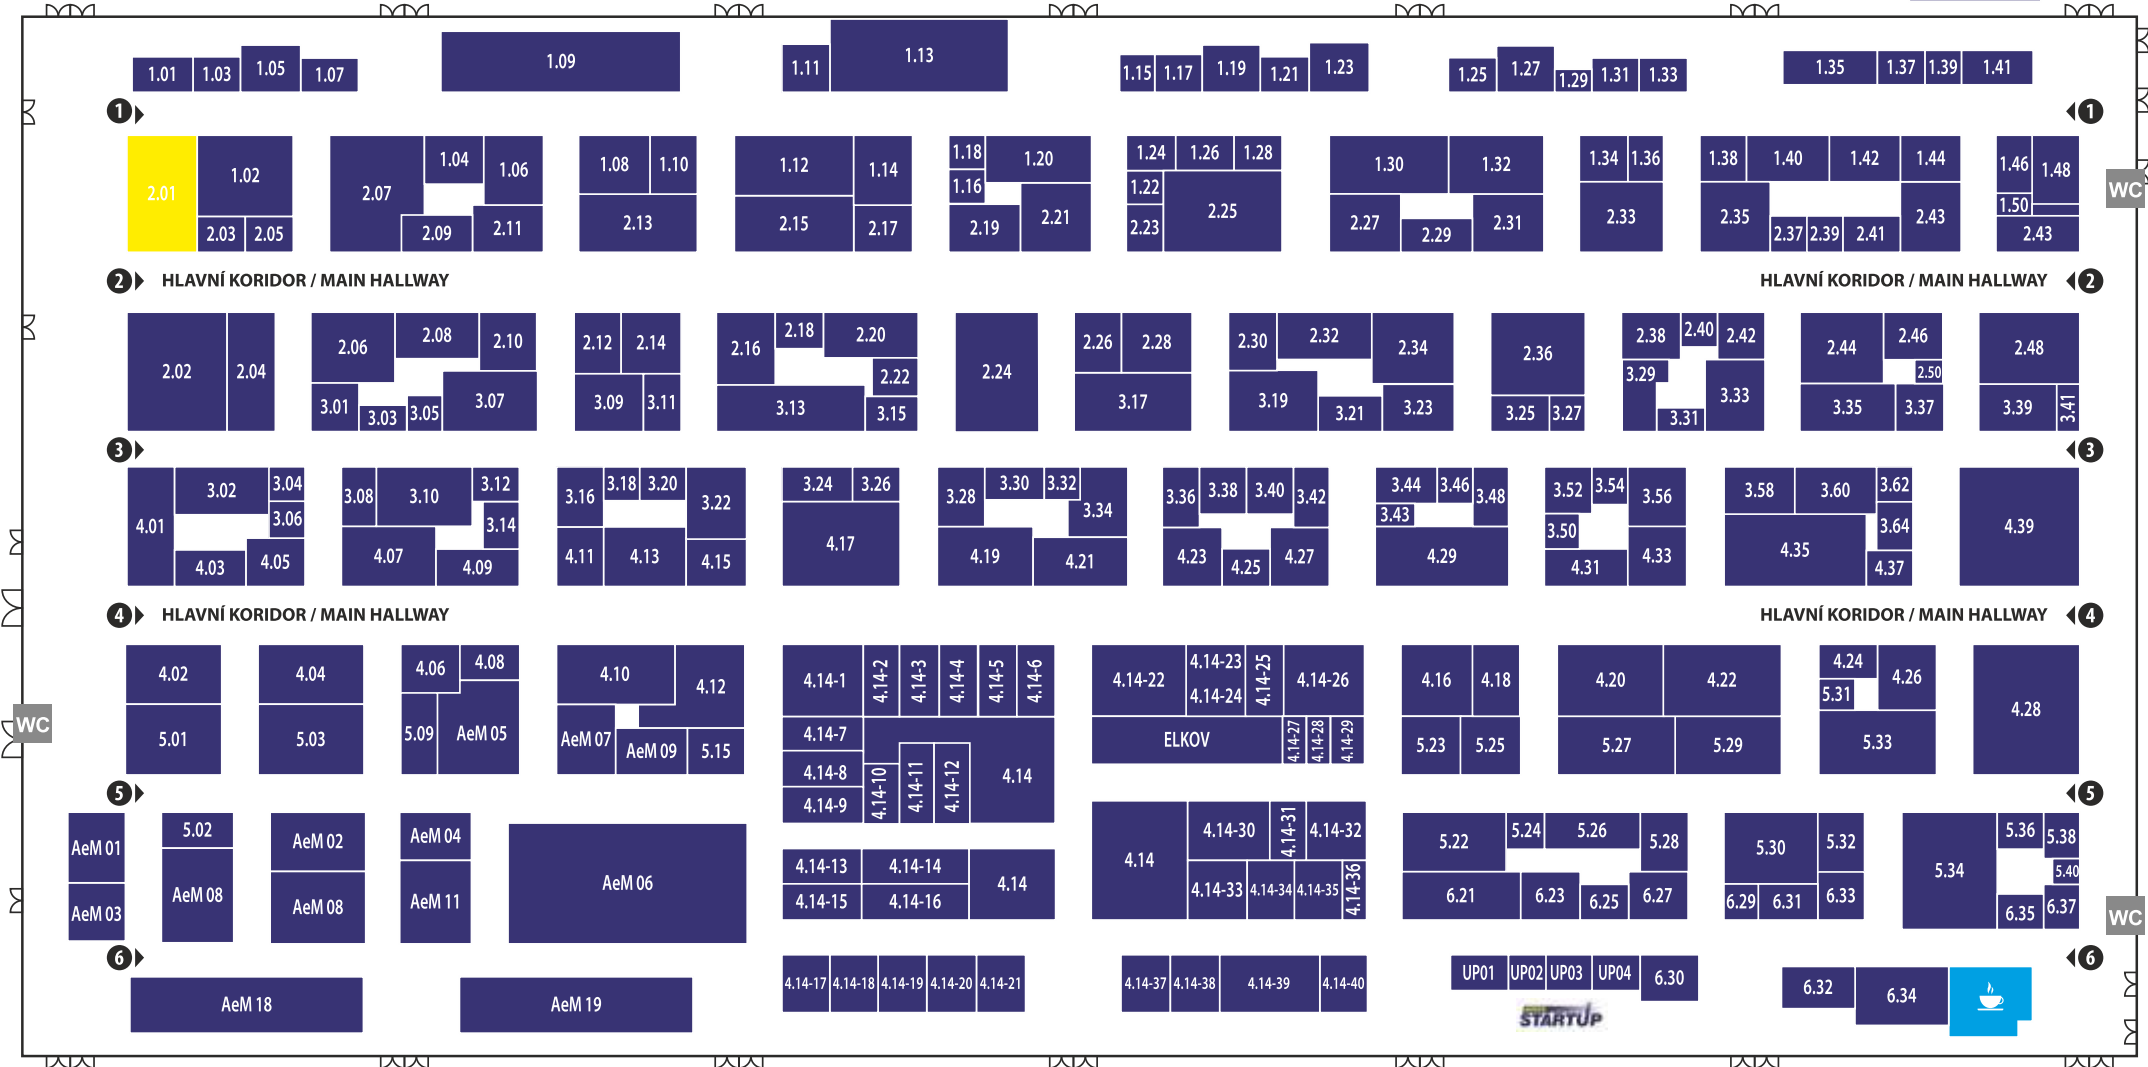 1.01 1.03 1.05 1.07 1.09 1.11 1.13 1.15 1.17 1.19 1.21 1.23 1.25 1.27 1.29 1.31 1.33 1.35 1.37 1.39 1.41
1 1
2.01 1.02 1.04 1.06 1.08 1.10 1.12 1.14 1.18 1.20 1.24 1.26 1.28 1.30 1.32 1.34 1.36 1.38 1.40 1.42 1.44 1.46 1.48
2.07 1.16 1.22 1.50 WC
2.03 2.05 2.09 2.11 2.13 2.15 2.17 2.19 2.21 2.23 2.25 2.27 2.29 2.31 2.33 2.35 2.37 2.39 2.41 2.43 2.43
2 HLAVNÍ KORIDOR / MAIN HALLWAY HLAVNÍ KORIDOR / MAIN HALLWAY 2
2.02 2.04 2.06 2.08 2.10 2.12 2.14 2.16 2.18 2.20 2.22 2.24 2.26 2.28 2.30 2.32 2.34 2.36 2.38 2.40 2.42 2.44 2.46 2.50 2.48
3.01 3.03 3.05 3.07 3.09 3.11 3.13 3.15 3.17 3.19 3.21 3.23 3.25 3.27 3.29 3.31 3.33 3.35 3.37 3.39 3.41
3 3
4.01 3.02 3.04 3.06 3.08 3.10 3.12 3.14 3.16 3.18 3.20 3.22 3.24 3.26 3.28 3.30 3.32 3.34 3.36 3.38 3.40 3.42 3.44 3.46 3.48 3.43 3.52 3.54 3.56 3.50 3.58 3.60 3.62 3.64
4.03 4.05 4.07 4.09 4.11 4.13 4.15 4.17 4.19 4.21 4.23 4.25 4.27 4.29 4.31 4.33 4.35 4.37 4.39
4 HLAVNÍ KORIDOR / MAIN HALLWAY HLAVNÍ KORIDOR / MAIN HALLWAY 4
4.02 4.04 4.06 4.08 4.10 4.12 4.14-1 4.14-2 4.14-3 4.14-4 4.14-5 4.14-6 4.14-22 4.14-23 4.14-24 4.14-25 4.14-26 4.16 4.18 4.20 4.22 4.24 4.26 4.28
WC 5.01 5.03 5.09 AeM 05 AeM 07 AeM 09 5.15 4.14-7 ELKOV 4.14-27 4.14-28 4.14-29 5.23 5.25 5.27 5.29 5.31 5.33
4.14-8 4.14-9 4.14-10 4.14-11 4.14-12 4.14
5 5
AeM 01 5.02 AeM 02 AeM 04 AeM 06 4.14 4.14-30 4.14-31 4.14-32 5.22 5.24 5.26 5.28 5.30 5.32 5.34 5.36 5.38 5.40
AeM 03 AeM 08 AeM 08 AeM 11 4.14-13 4.14-14 4.14 4.14-33 4.14-34 4.14-35 4.14-36 6.21 6.23 6.25 6.27 6.29 6.31 6.33 6.35 6.37 WC
4.14-15 4.14-16
6 6
AeM 18 AeM 19 4.14-17 4.14-18 4.14-19 4.14-20 4.14-21 4.14-37 4.14-38 4.14-39 4.14-40 UP01 UP02 UP03 UP04 6.30 6.32 6.34
STARTUP